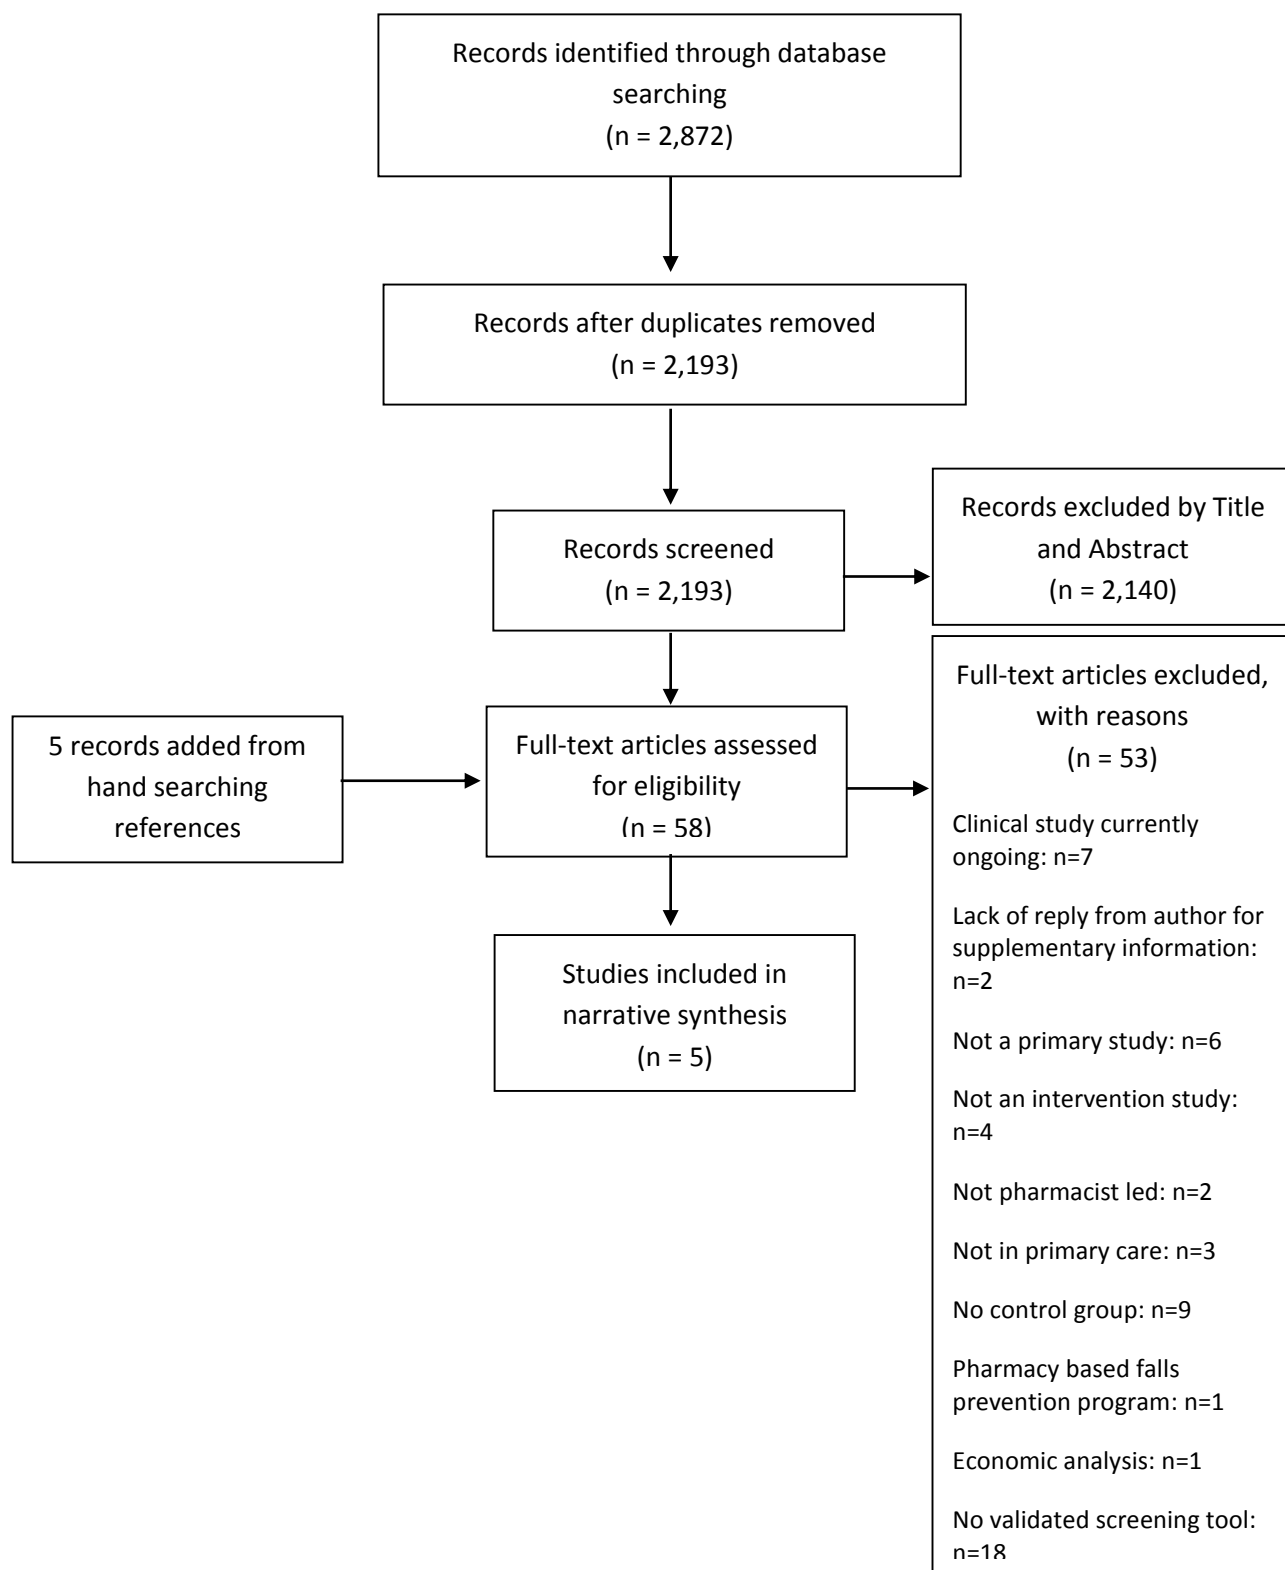 Records identified through database
searching
(n = 2,872)
Records after duplicates removed
(n = 2,193)
Records screened
(n = 2,193)
Records excluded by Title
and Abstract
(n = 2,140)
5 records added from
hand searching
references
Full-text articles assessed
for eligibility
(n = 58)
Full-text articles excluded,
with reasons
(n = 53)
Clinical study currently
ongoing: n=7
Lack of reply from author for
supplementary information:
n=2
Not a primary study: n=6
Not an intervention study:
n=4
Not pharmacist led: n=2
Not in primary care: n=3
No control group: n=9
Pharmacy based falls
prevention program: n=1
Economic analysis: n=1
No validated screening tool:
n=18
Studies included in
narrative synthesis
(n = 5)